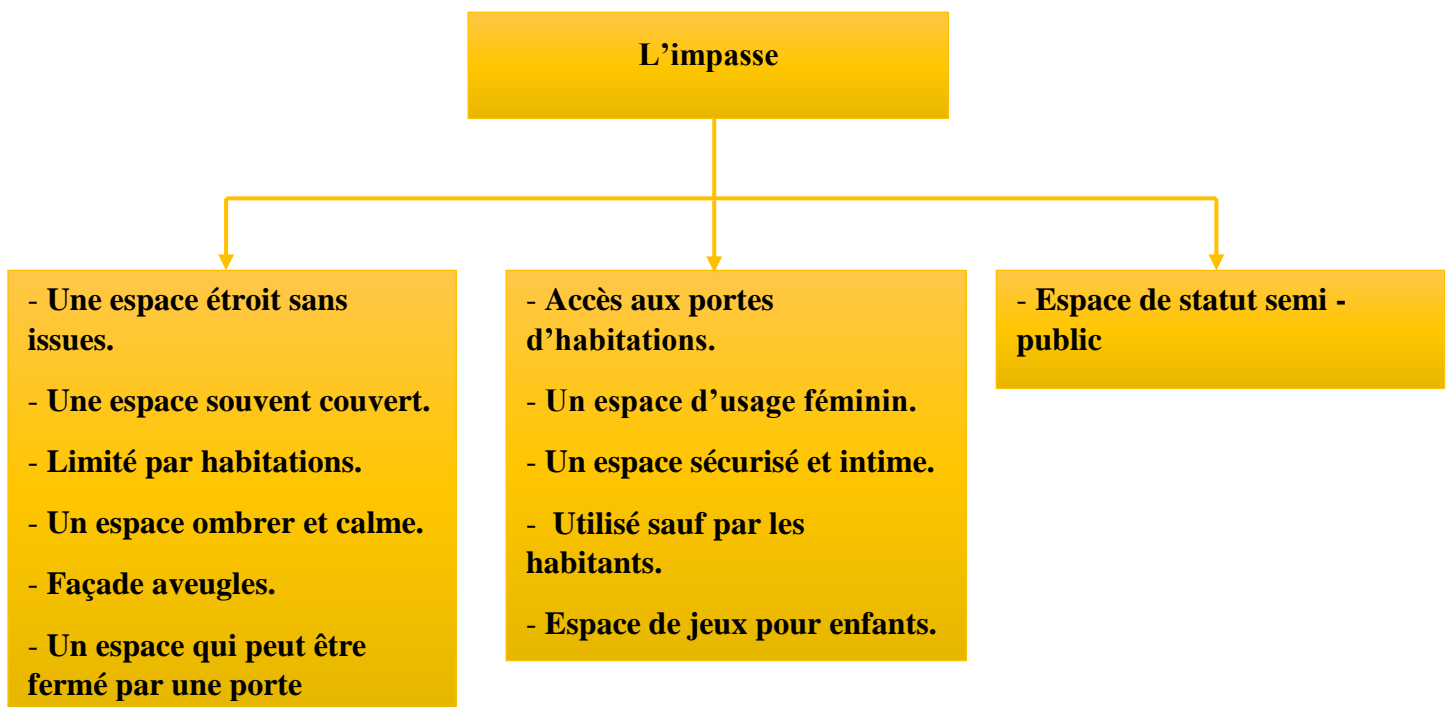 L’impasse
- Une espace étroit sans
issues.
- Une espace souvent couvert.
- Limité par habitations.
- Un espace ombrer et calme.
- Façade aveugles.
- Un espace qui peut être
fermé par une porte
- Accès aux portes
d’habitations.
- Un espace d’usage féminin.
- Un espace sécurisé et intime.
- Utilisé sauf par les
habitants.
- Espace de jeux pour enfants.
- Espace de statut semi -
public